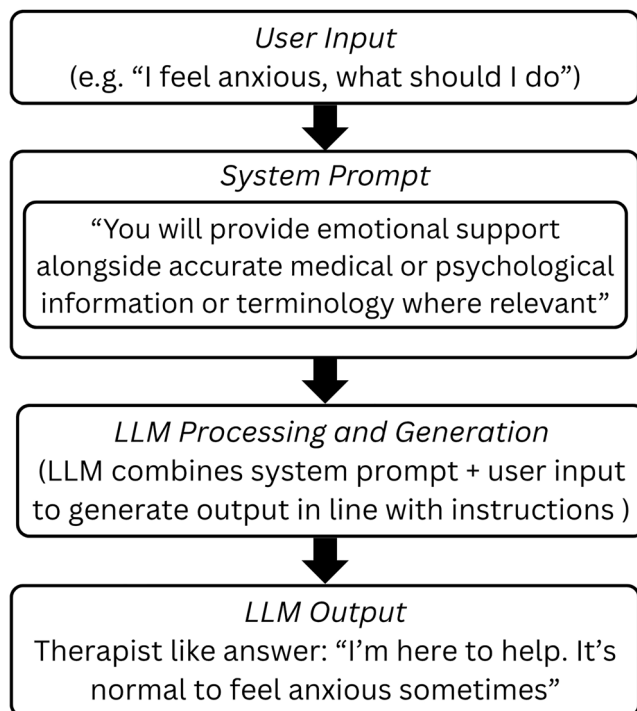 User Input
(e.g. “I feel anxious, what should I do”)
System Prompt
“You will provide emotional support
alongside accurate medical or psychological
information or terminology where relevant”
LLM Processing and Generation
(LLM combines system prompt + user input
to generate output in line with instructions )
LLM Output
Therapist like answer: “I’m here to help. It’s
normal to feel anxious sometimes”